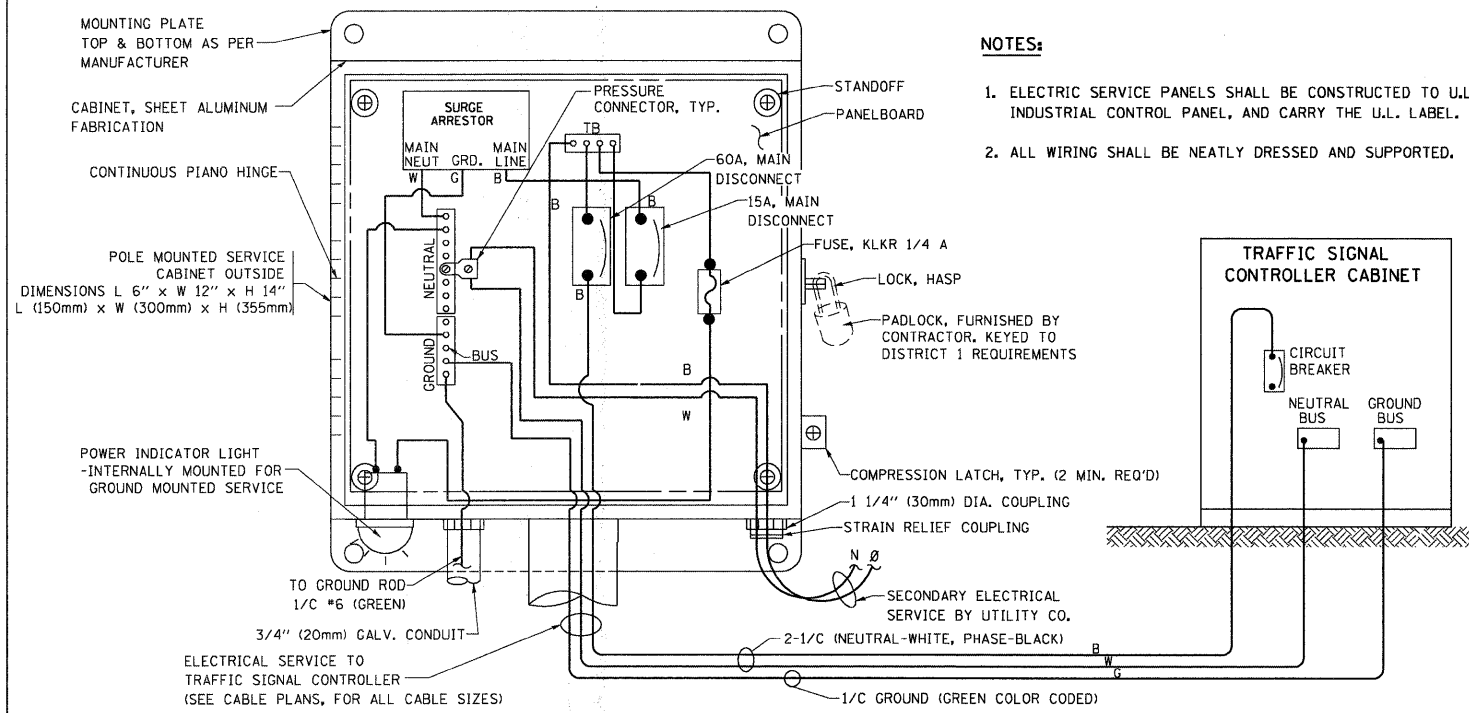 MOUNTING PLATE
TOP & BOTTOM AS PER
MANUFACTURER
CABINET, SHEET ALUMINUM
FABRICATION
CONTINUOUS PIANO HINGE
POLE MOUNTED SERVICE
CABINET OUTSIDE
DIMENSIONS L 6" x W 12" x H 14"
L (150mm) x W (300mm) x H (355mm)
POWER INDICATOR LIGHT
-INTERNALLY MOUNTED FOR
GROUND MOUNTED SERVICE
SURGE
ARRESTOR
MAIN
NEUT
GRD.
MAIN
LINE
W
G
B
PRESSURE
CONNECTOR, TYP.
TB
STANDOFF
PANELBOARD
60A, MAIN
DISCONNECT
15A, MAIN
DISCONNECT
B
B
B
FUSE, KLKR 1/4 A
LOCK, HASP
PADLOCK, FURNISHED BY
CONTRACTOR, KEYED TO
DISTRICT 1 REQUIREMENTS
NEUTRAL
GROUND
BUS
B
W
COMPRESSION LATCH, TYP. (2 MIN. REQ'D)
1 1/4" (30mm) DIA. COUPLING
STRAIN RELIEF COUPLING
N Ø
SECONDARY ELECTRICAL
SERVICE BY UTILITY CO.
TO GROUND ROD
1/C #6 (GREEN)
3/4" (20mm) GALV. CONDUIT
ELECTRICAL SERVICE TO
TRAFFIC SIGNAL CONTROLLER
(SEE CABLE PLANS, FOR ALL CABLE SIZES)
2-1/C (NEUTRAL-WHITE, PHASE-BLACK)
B
W
G
1/C GROUND (GREEN COLOR CODED)
NOTES:
1. ELECTRIC SERVICE PANELS SHALL BE CONSTRUCTED TO U.L
INDUSTRIAL CONTROL PANEL, AND CARRY THE U.L. LABEL.
2. ALL WIRING SHALL BE NEATLY DRESSED AND SUPPORTED.
TRAFFIC SIGNAL
CONTROLLER CABINET
CIRCUIT
BREAKER
NEUTRAL
BUS
GROUND
BUS